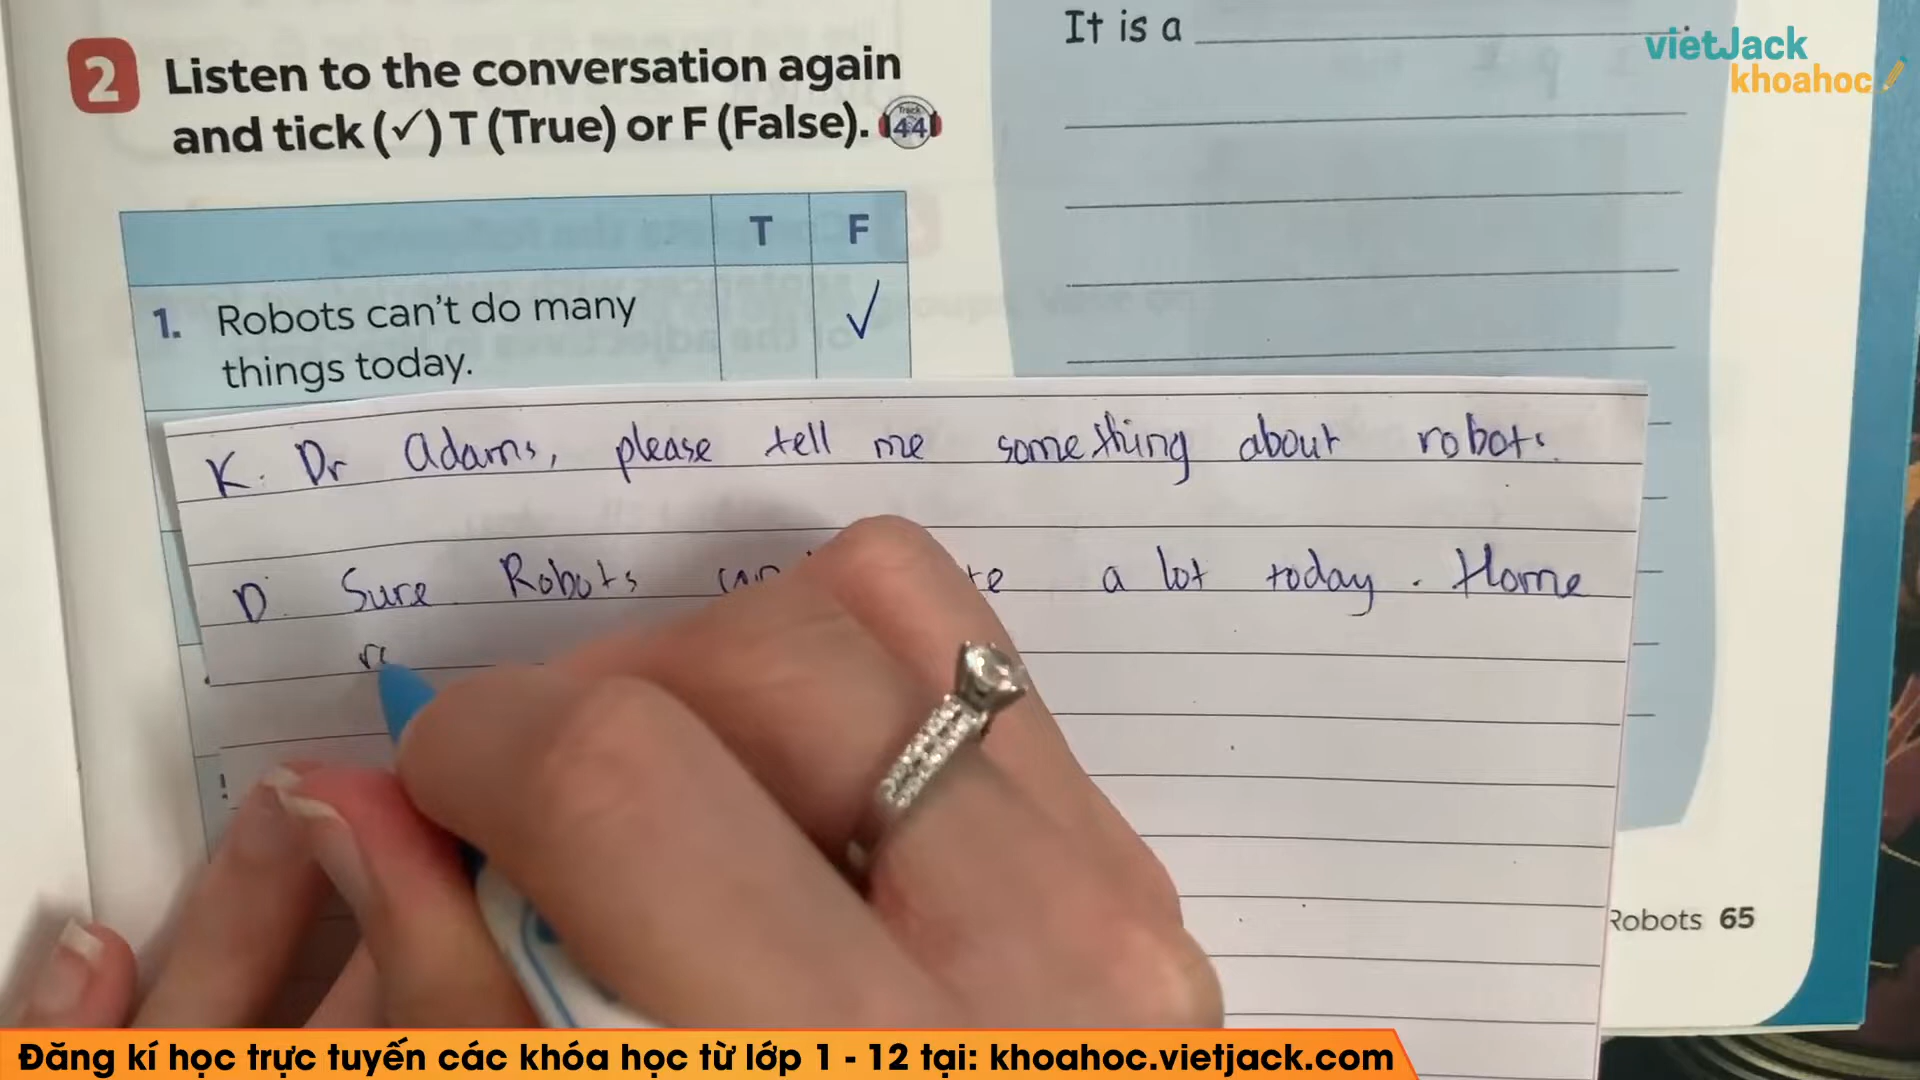 2 Listen to the conversation again
and tick (✓) T (True) or F (False).
Track
44
T F
1. Robots can't do many
things today.
✓
It is a
vietJack
khoahoc
K. Dr Adams, please tell me something about robots.
D. Sure Robots a lot today. Home
Robots 65
Đăng kí học trực tuyến các khóa học từ lớp 1 - 12 tại: khoahoc.vietjack.com